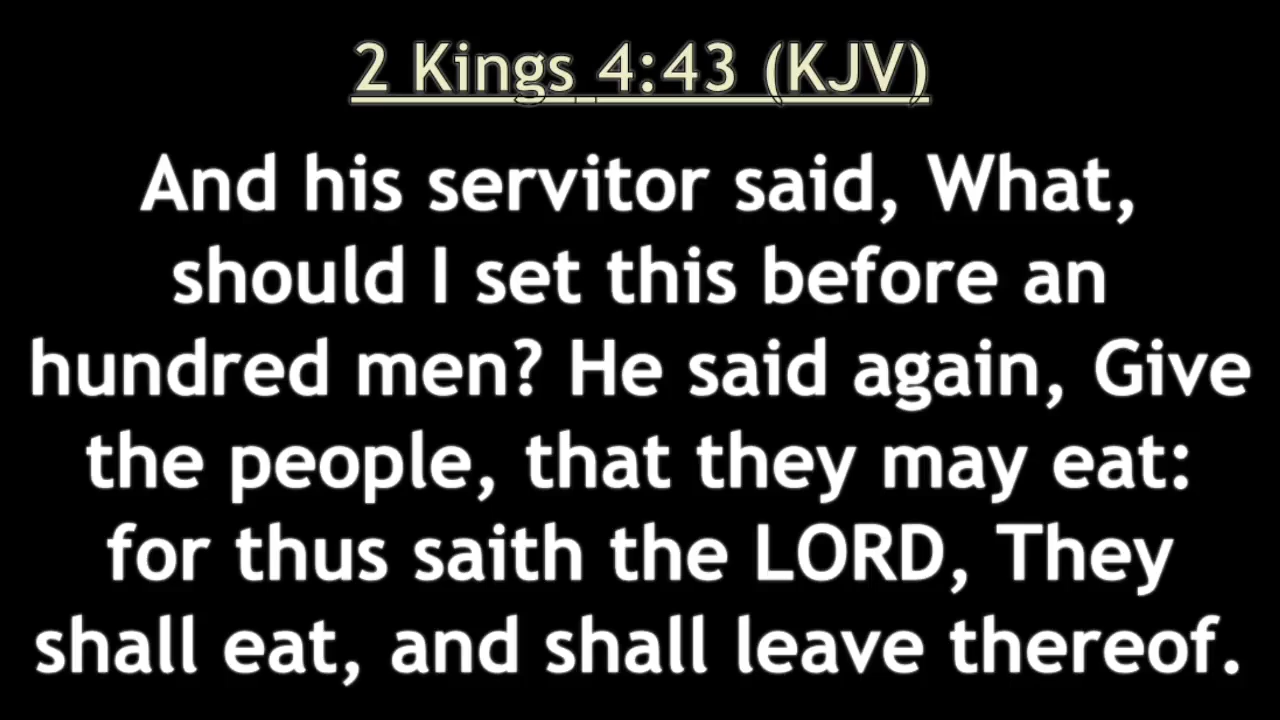 2 Kings 4:43 (KJV)
And his servitor said, What,
should I set this before an
hundred men? He said again, Give
the people, that they may eat:
for thus saith the LORD, They
shall eat, and shall leave thereof.